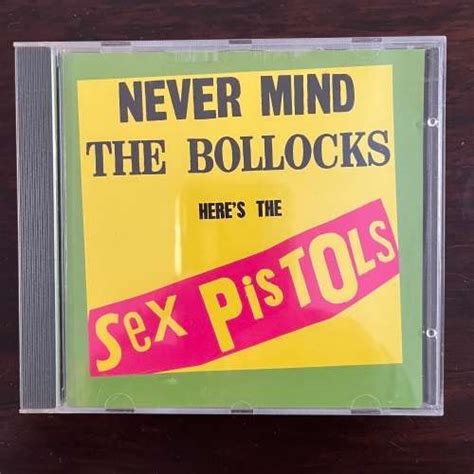 NEVER MIND
THE BOLLOCKS
HERE'S THE
Sex PiSTOLs